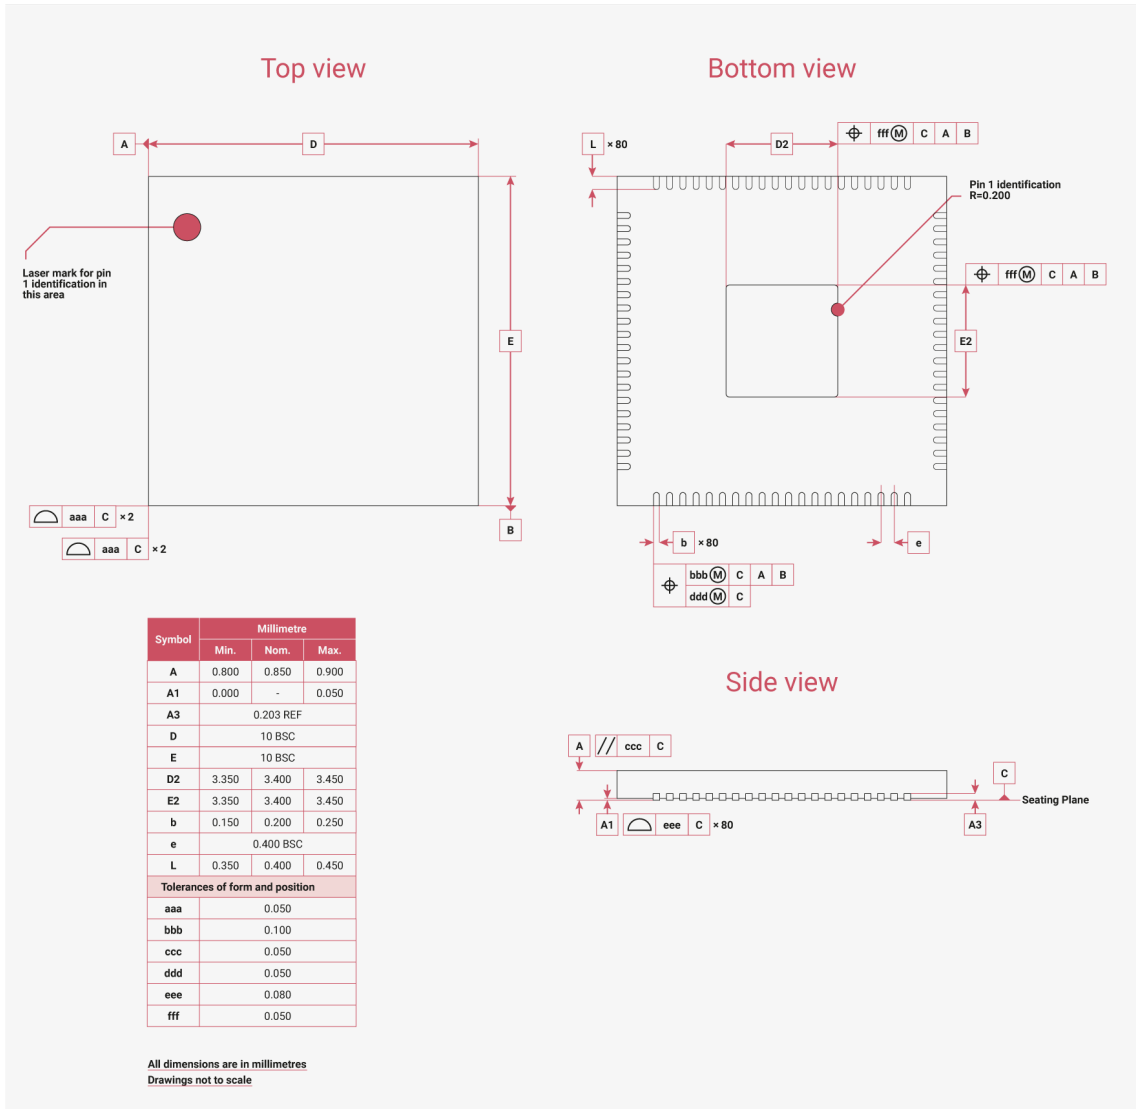 Top view
Bottom view
A
D
E
B
Laser mark for pin
1 identification in
this area
aaa C × 2
aaa C × 2
L × 80
D2
fff M C A B
Pin 1 identification
R=0.200
fff M C A B
E2
b × 80
e
bbb M C A B
ddd M C
Symbol Millimetre
Min. Nom. Max.
A 0.800 0.850 0.900
A1 0.000 - 0.050
A3 0.203 REF
D 10 BSC
E 10 BSC
D2 3.350 3.400 3.450
E2 3.350 3.400 3.450
b 0.150 0.200 0.250
e 0.400 BSC
L 0.350 0.400 0.450
Tolerances of form and position
aaa 0.050
bbb 0.100
ccc 0.050
ddd 0.050
eee 0.080
fff 0.050
All dimensions are in millimetres
Drawings not to scale
Side view
A // ccc C
C
Seating Plane
A1 eee C × 80
A3